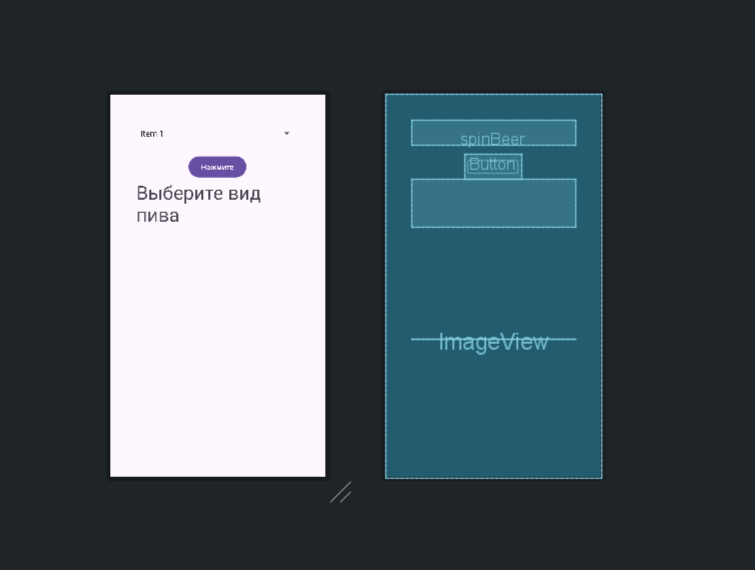 Item 1
Нажмите
Выберите вид
пива
spinBeer
Button
ImageView